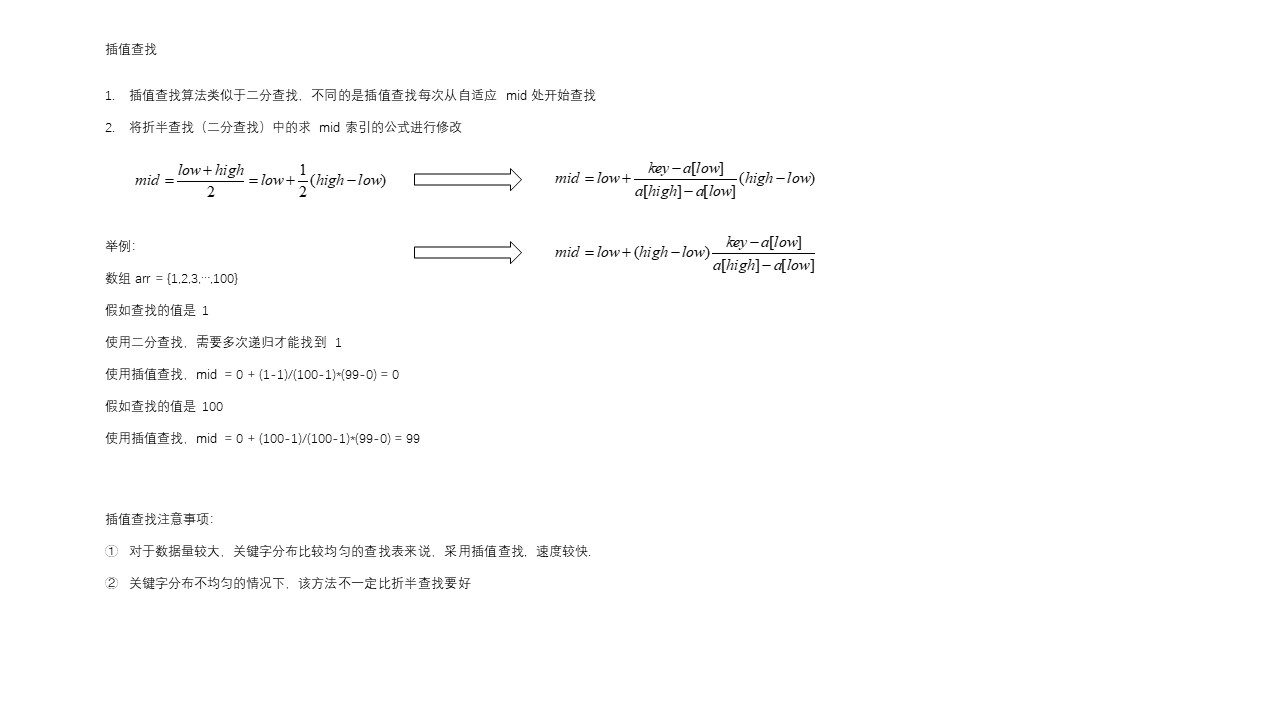 插值查找
1. 插值查找算法类似于二分查找，不同的是插值查找每次从自适应 mid 处开始查找
2. 将折半查找（二分查找）中的求 mid 索引的公式进行修改
mid = (low+high)/2 = low + 1/2(high−low)
mid = low + (key−a[low])/(a[high]−a[low])(high−low)
mid = low + (high−low)(key−a[low])/(a[high]−a[low])
举例：
数组 arr = {1,2,3,…,100}
假如查找的值是 1
使用二分查找，需要多次递归才能找到 1
使用插值查找，mid = 0 + (1-1)/(100-1)*(99-0) = 0
假如查找的值是 100
使用插值查找，mid = 0 + (100-1)/(100-1)*(99-0) = 99
插值查找注意事项：
① 对于数据量较大，关键字分布比较均匀的查找表来说，采用插值查找，速度较快.
② 关键字分布不均匀的情况下，该方法不一定比折半查找要好